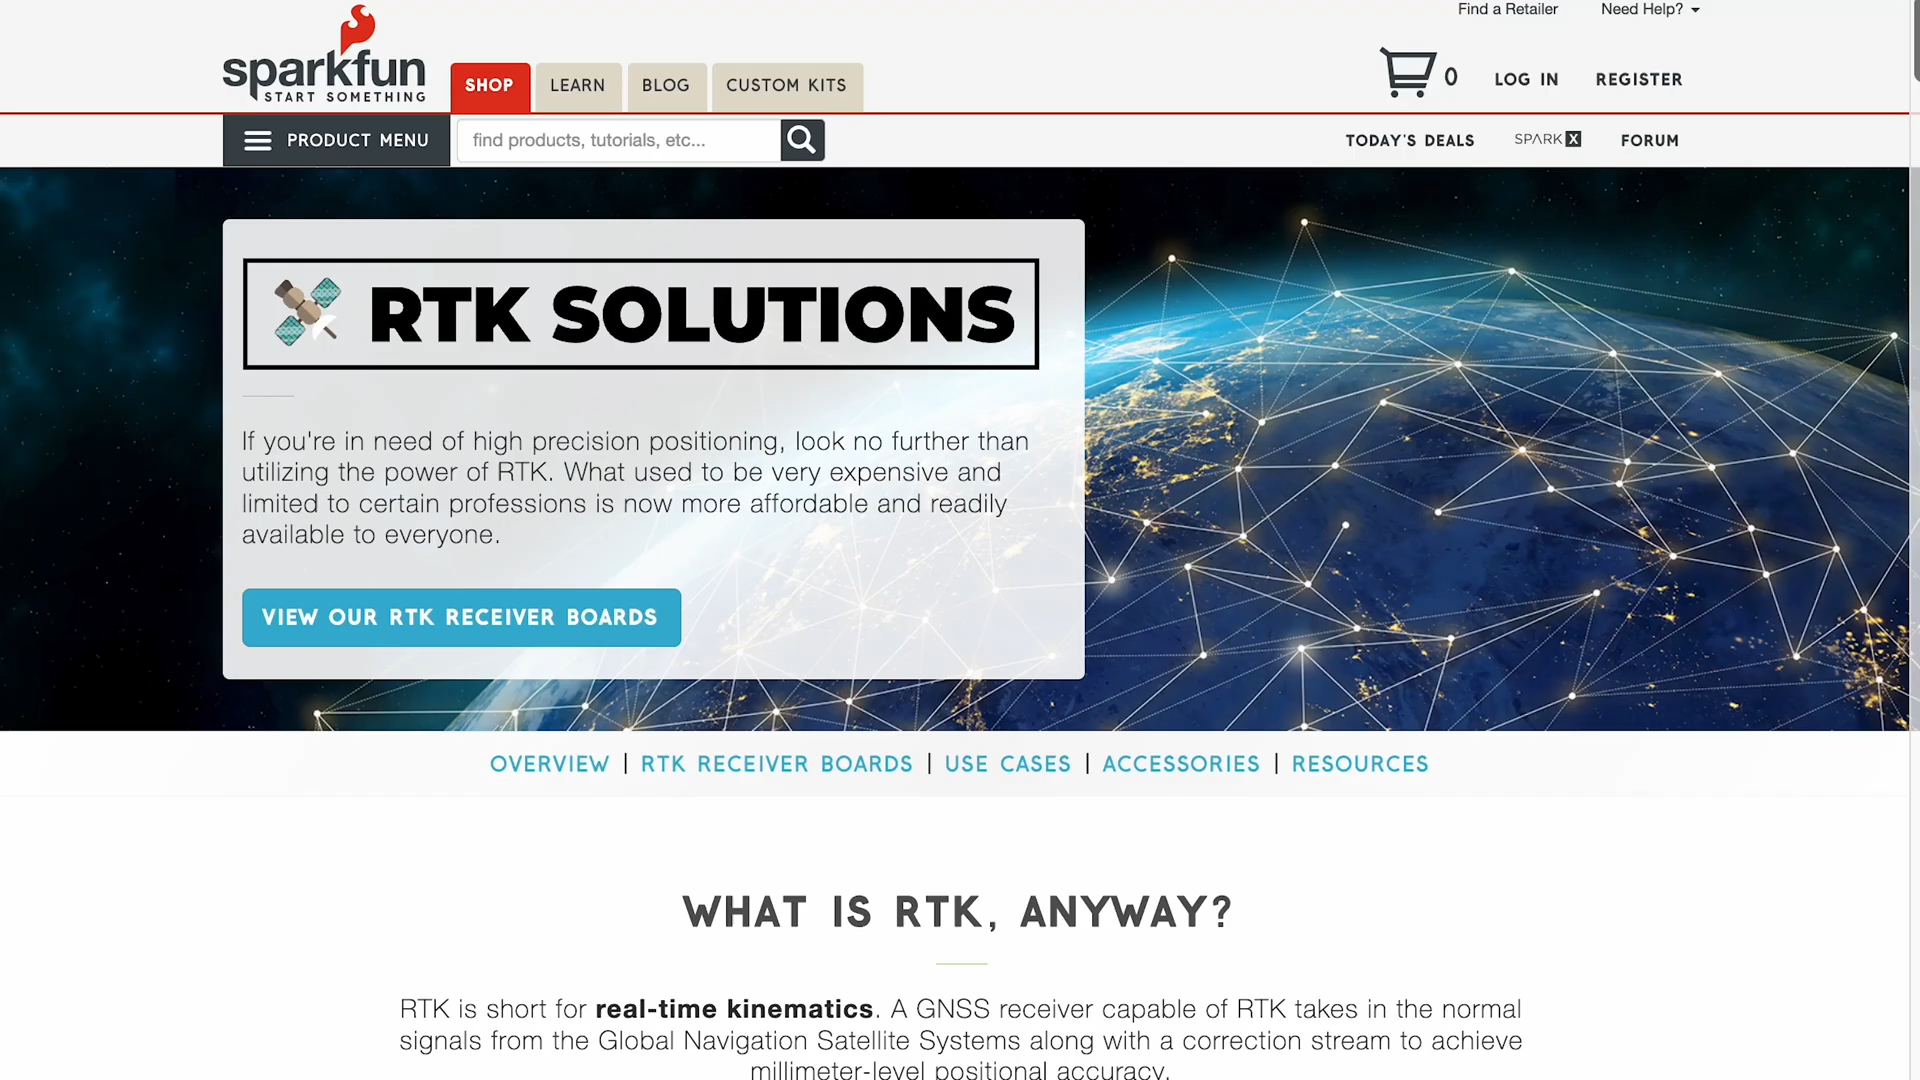 Find a Retailer
Need Help?
sparkfun
START SOMETHING
SHOP
LEARN
BLOG
CUSTOM KITS
0
LOG IN
REGISTER
PRODUCT MENU
find products, tutorials, etc...
TODAY'S DEALS
SPARK X
FORUM
RTK SOLUTIONS
If you're in need of high precision positioning, look no further than
utilizing the power of RTK. What used to be very expensive and
limited to certain professions is now more affordable and readily
available to everyone.
VIEW OUR RTK RECEIVER BOARDS
OVERVIEW | RTK RECEIVER BOARDS | USE CASES | ACCESSORIES | RESOURCES
WHAT IS RTK, ANYWAY?
RTK is short for real-time kinematics. A GNSS receiver capable of RTK takes in the normal
signals from the Global Navigation Satellite Systems along with a correction stream to achieve
millimeter-level positional accuracy.